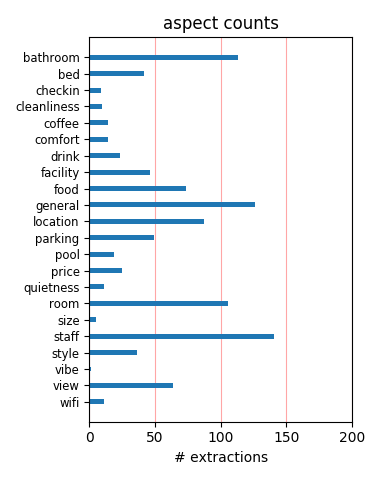 aspect counts
bathroom
bed
checkin
cleanliness
coffee
comfort
drink
facility
food
general
location
parking
pool
price
quietness
room
size
staff
style
vibe
view
wifi
0 50 100 150 200
# extractions